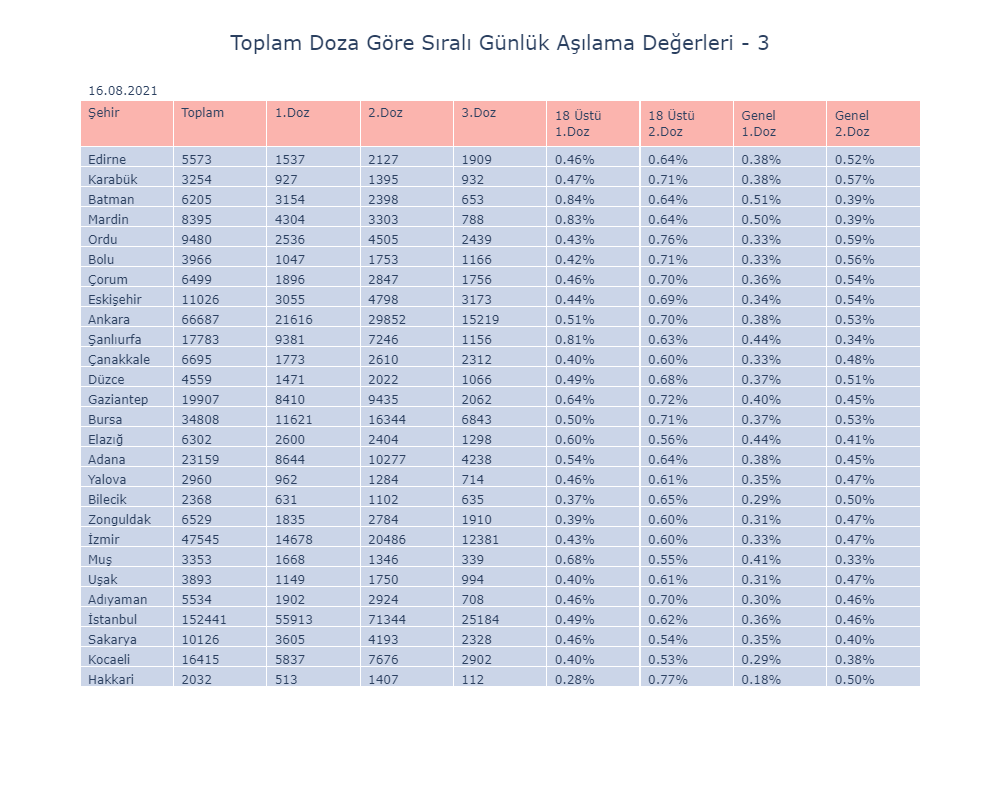 Toplam Doza Göre Sıralı Günlük Aşılama Değerleri - 3
16.08.2021
Şehir Toplam 1.Doz 2.Doz 3.Doz 18 Üstü 1.Doz 18 Üstü 2.Doz Genel 1.Doz Genel 2.Doz
Edirne 5573 1537 2127 1909 0.46% 0.64% 0.38% 0.52%
Karabük 3254 927 1395 932 0.47% 0.71% 0.38% 0.57%
Batman 6205 3154 2398 653 0.84% 0.64% 0.51% 0.39%
Mardin 8395 4304 3303 788 0.83% 0.64% 0.50% 0.39%
Ordu 9480 2536 4505 2439 0.43% 0.76% 0.33% 0.59%
Bolu 3966 1047 1753 1166 0.42% 0.71% 0.33% 0.56%
Çorum 6499 1896 2847 1756 0.46% 0.70% 0.36% 0.54%
Eskişehir 11026 3055 4798 3173 0.44% 0.69% 0.34% 0.54%
Ankara 66687 21616 29852 15219 0.51% 0.70% 0.38% 0.53%
Şanlıurfa 17783 9381 7246 1156 0.81% 0.63% 0.44% 0.34%
Çanakkale 6695 1773 2610 2312 0.40% 0.60% 0.33% 0.48%
Düzce 4559 1471 2022 1066 0.49% 0.68% 0.37% 0.51%
Gaziantep 19907 8410 9435 2062 0.64% 0.72% 0.40% 0.45%
Bursa 34808 11621 16344 6843 0.50% 0.71% 0.37% 0.53%
Elazığ 6302 2600 2404 1298 0.60% 0.56% 0.44% 0.41%
Adana 23159 8644 10277 4238 0.54% 0.64% 0.38% 0.45%
Yalova 2960 962 1284 714 0.46% 0.61% 0.35% 0.47%
Bilecik 2368 631 1102 635 0.37% 0.65% 0.29% 0.50%
Zonguldak 6529 1835 2784 1910 0.39% 0.60% 0.31% 0.47%
İzmir 47545 14678 20486 12381 0.43% 0.60% 0.33% 0.47%
Muş 3353 1668 1346 339 0.68% 0.55% 0.41% 0.33%
Uşak 3893 1149 1750 994 0.40% 0.61% 0.31% 0.47%
Adıyaman 5534 1902 2924 708 0.46% 0.70% 0.30% 0.46%
İstanbul 152441 55913 71344 25184 0.49% 0.62% 0.36% 0.46%
Sakarya 10126 3605 4193 2328 0.46% 0.54% 0.35% 0.40%
Kocaeli 16415 5837 7676 2902 0.40% 0.53% 0.29% 0.38%
Hakkari 2032 513 1407 112 0.28% 0.77% 0.18% 0.50%